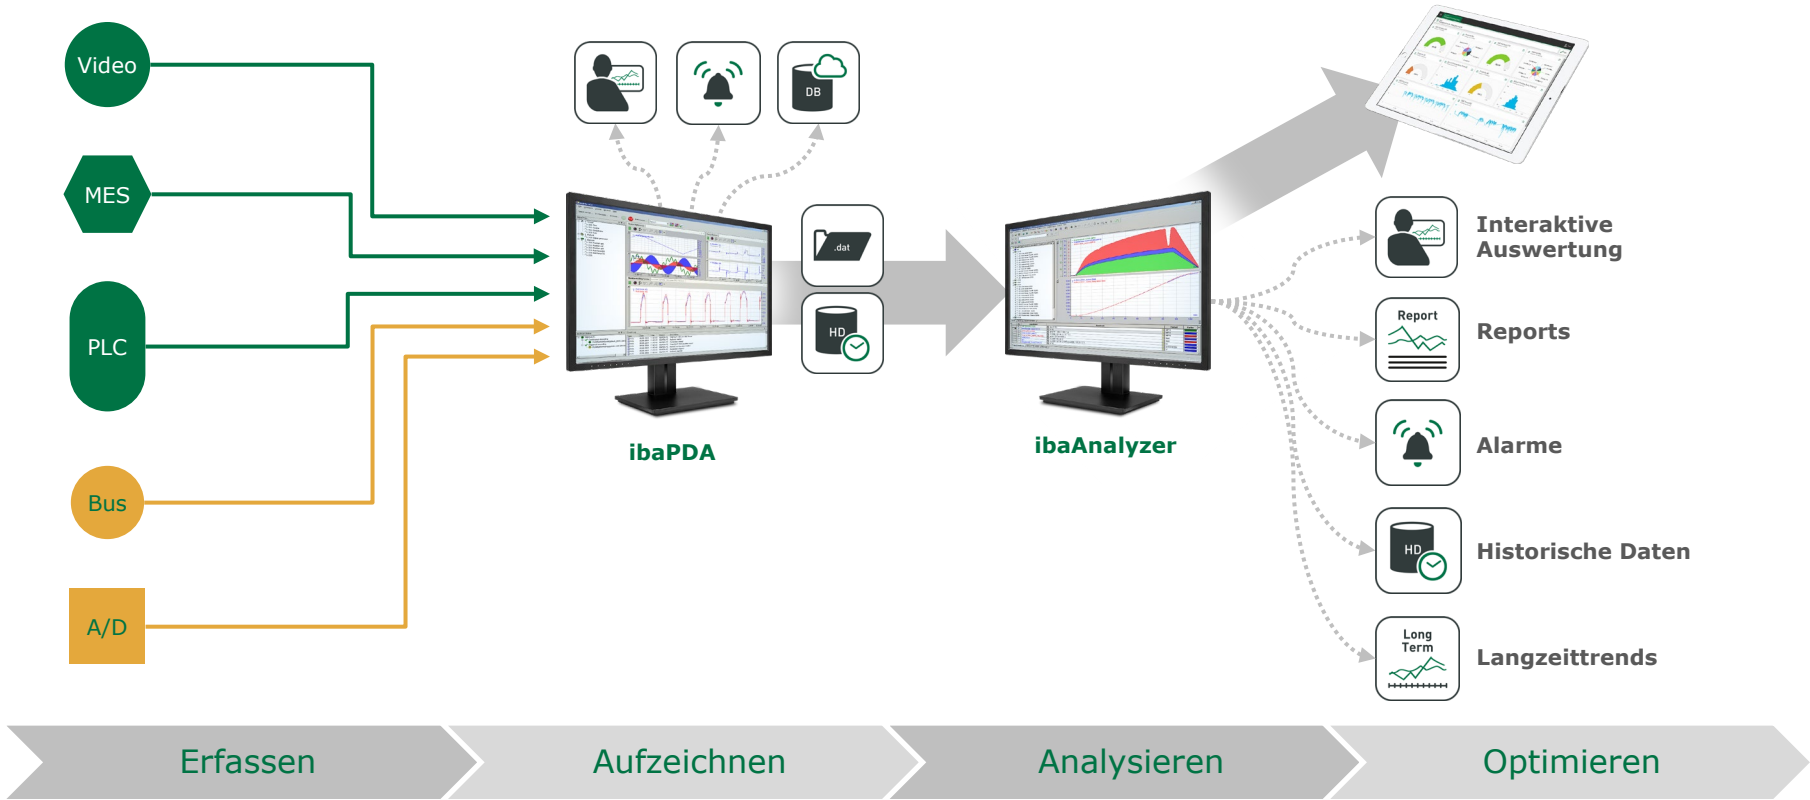 Video
MES
PLC
Bus
A/D
DB
.dat
HD
ibaPDA
ibaAnalyzer
Interaktive
Auswertung
Report
Reports
Alarme
HD
Historische Daten
Long
Term
Langzeittrends
Erfassen
Aufzeichnen
Analysieren
Optimieren